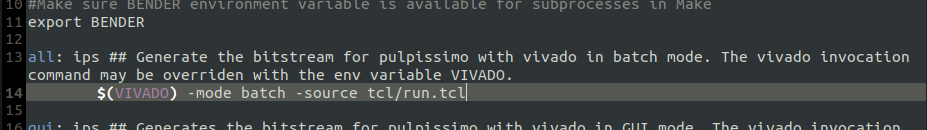 10 #Make sure BENDER environment variable is available for subprocesses in Make
11 export BENDER
12
13 all: ips ## Generate the bitstream for pulpissimo with vivado in batch mode. The vivado invocation
command may be overriden with the env variable VIVADO.
14 $(VIVADO) -mode batch -source tcl/run.tcl
15
16 gui: ips ## Generates the bitstream for pulpissimo with vivado in GUI mode. The vivado invocation